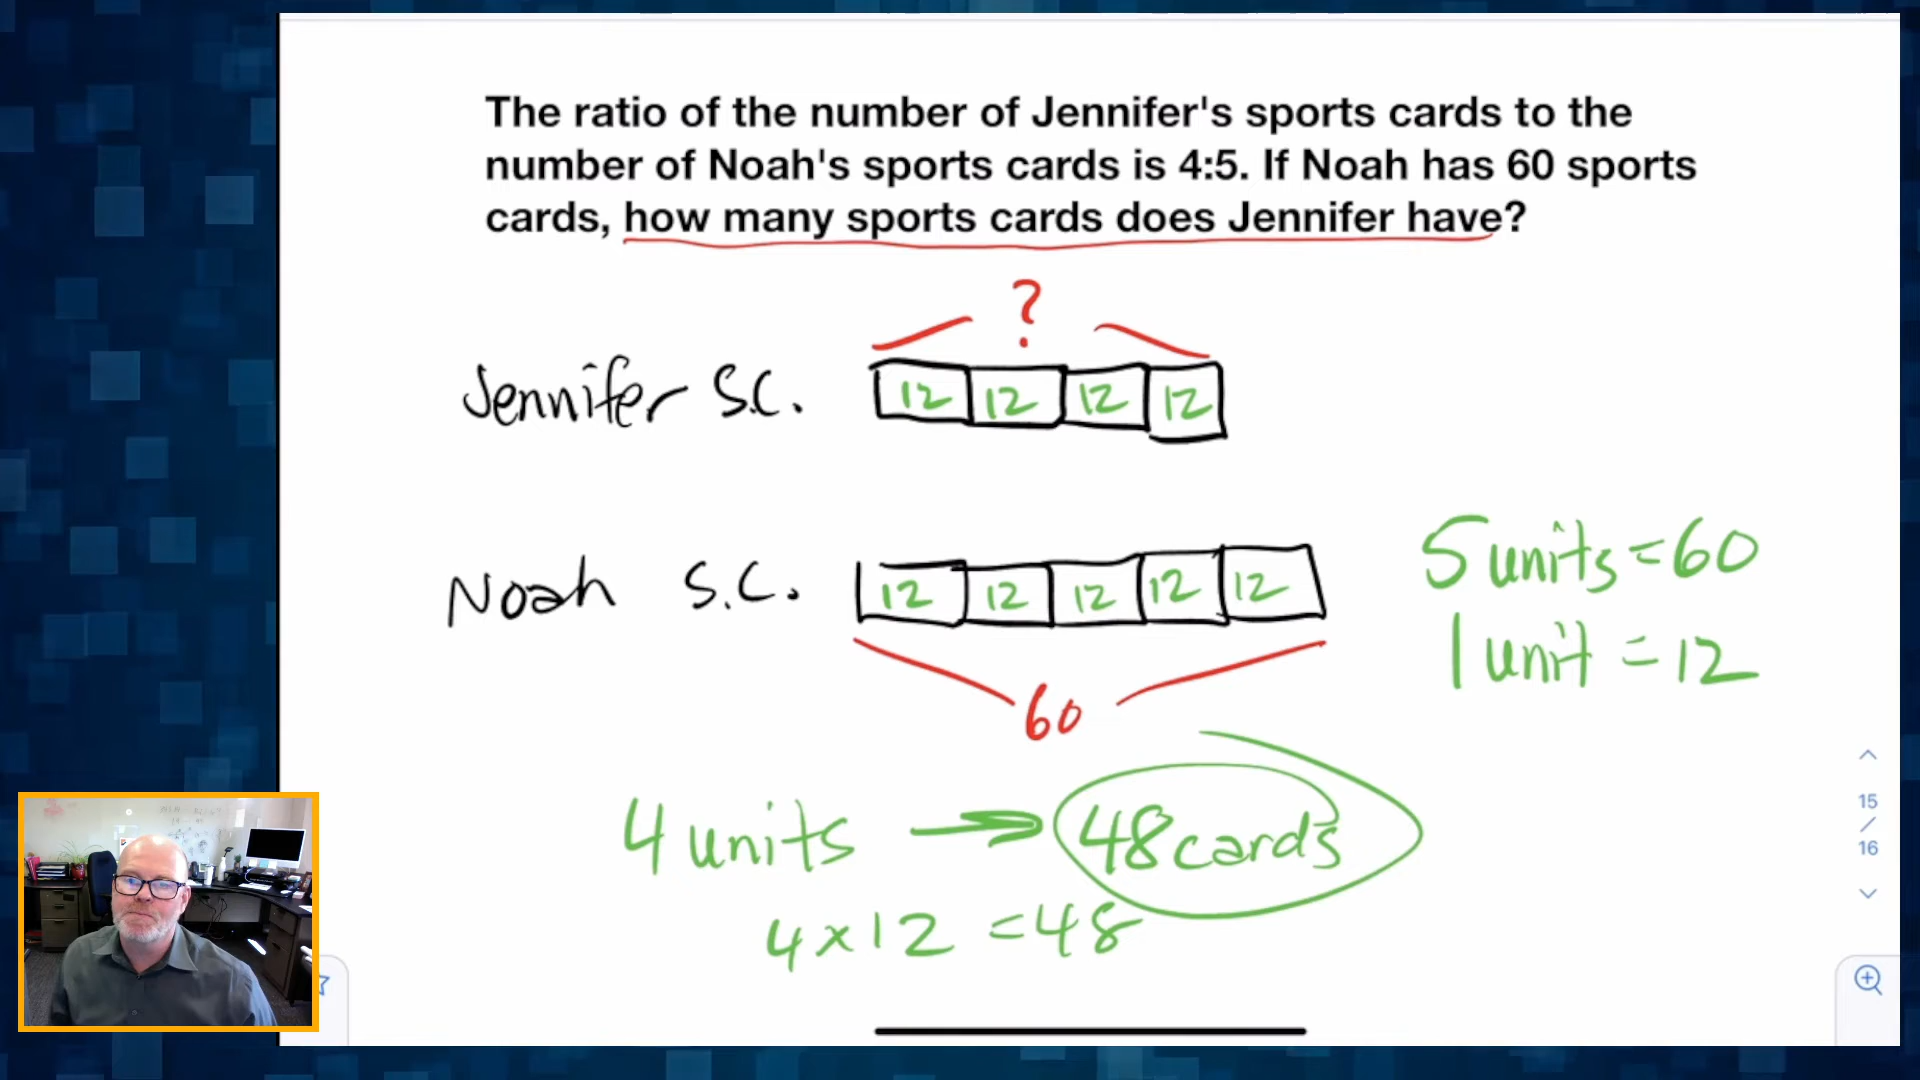 The ratio of the number of Jennifer's sports cards to the
number of Noah's sports cards is 4:5. If Noah has 60 sports
cards, how many sports cards does Jennifer have?
?
Jennifer S.C. 12 12 12 12
Noah S.C. 12 12 12 12 12
5 units = 60
1 unit = 12
60
4 units → 48 cards
4 x 12 = 48
15
/
16